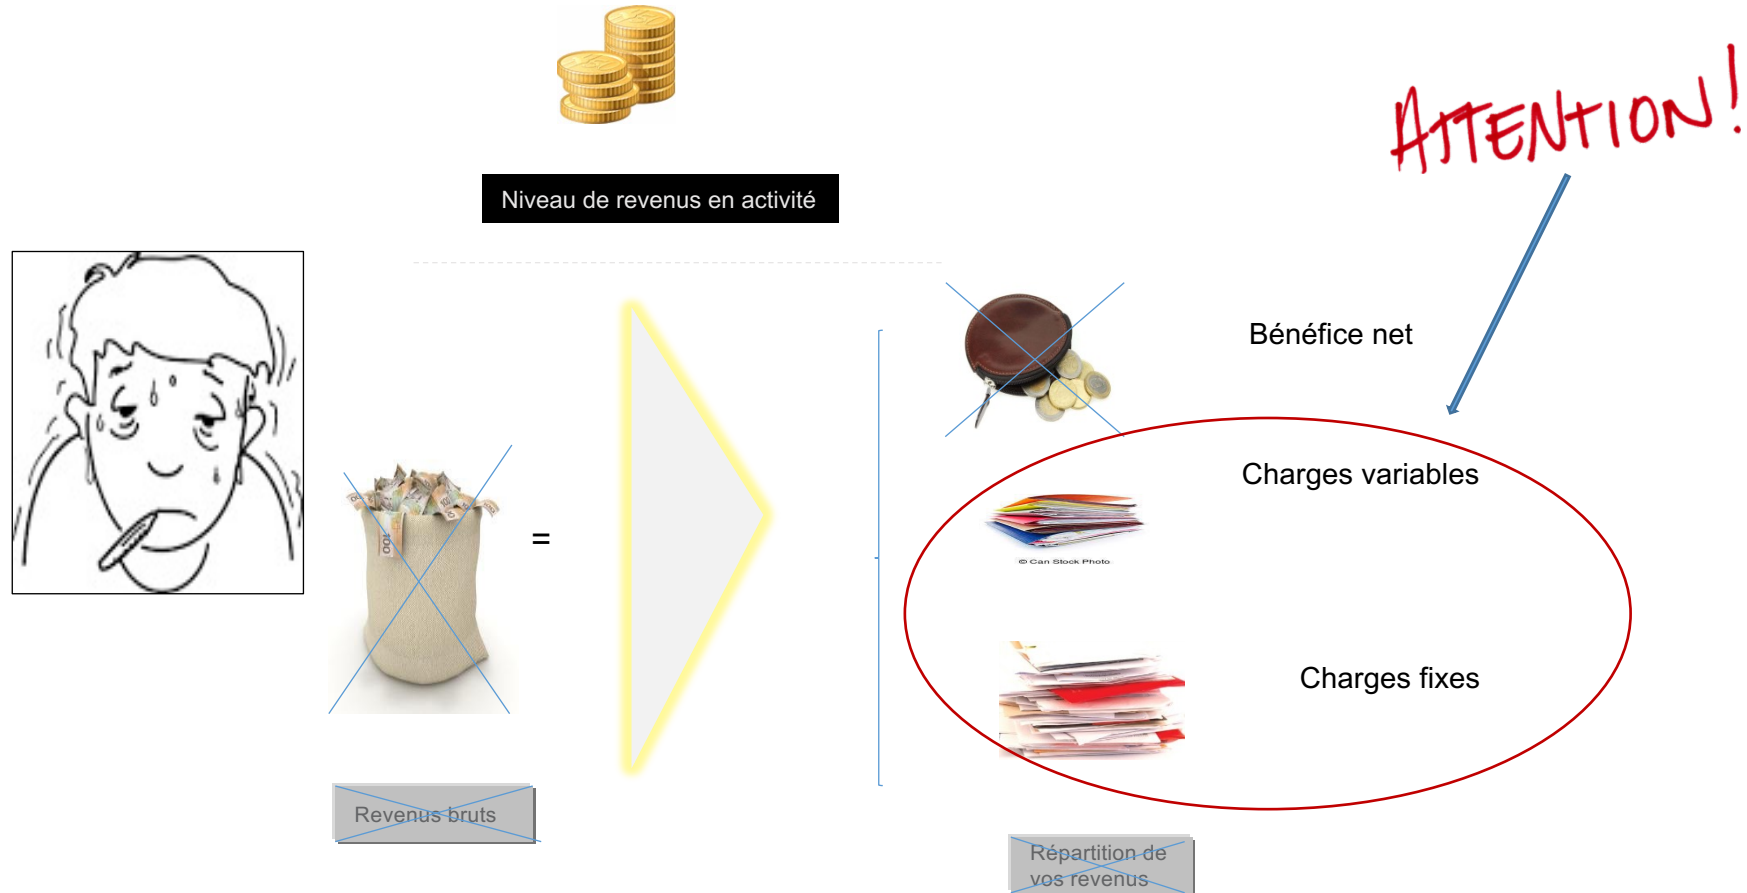 ATTENTION!
Niveau de revenus en activité
Bénéfice net
Charges variables
© Can Stock Photo
=
100
Charges fixes
Revenus bruts
Répartition de
vos revenus